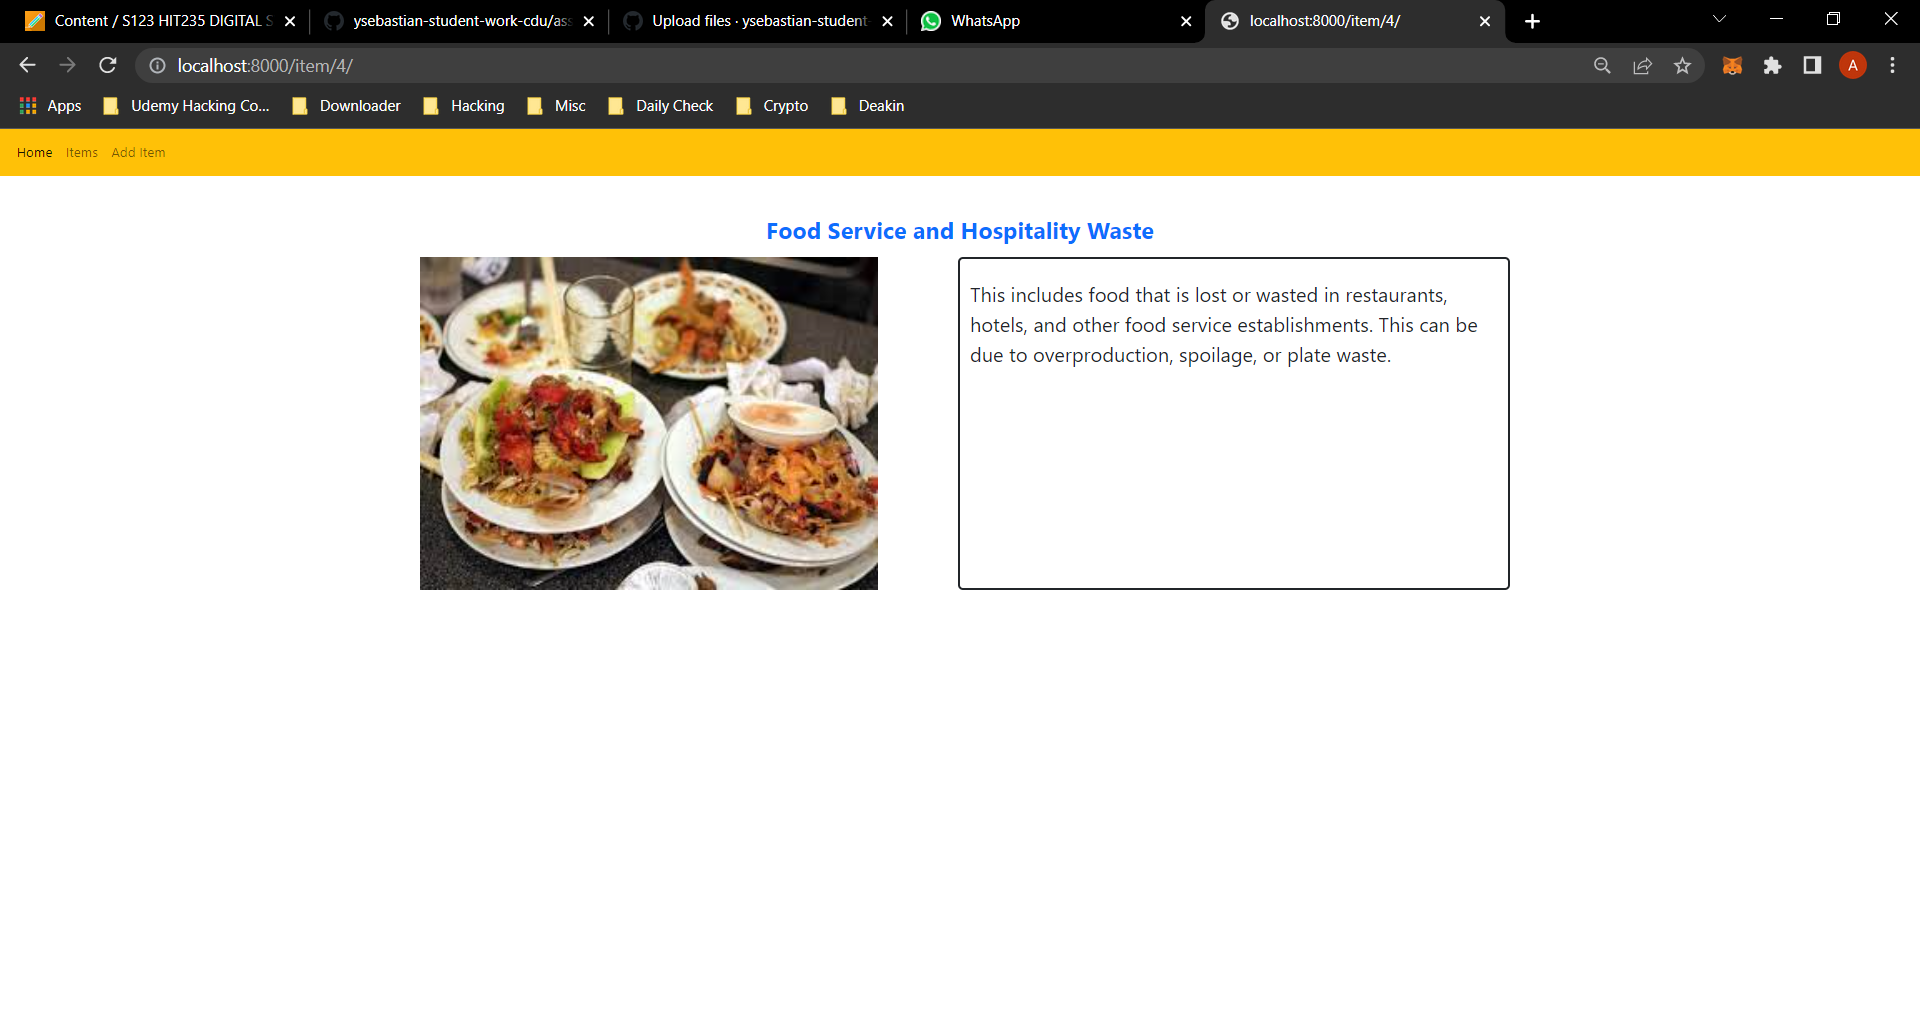 Content / S123 HIT235 DIGITAL S
ysebastian-student-work-cdu/ass
Upload files · ysebastian-student-
WhatsApp
localhost:8000/item/4/
localhost:8000/item/4/
A
Apps
Udemy Hacking Co...
Downloader
Hacking
Misc
Daily Check
Crypto
Deakin
Home Items Add Item
Food Service and Hospitality Waste
This includes food that is lost or wasted in restaurants,
hotels, and other food service establishments. This can be
due to overproduction, spoilage, or plate waste.